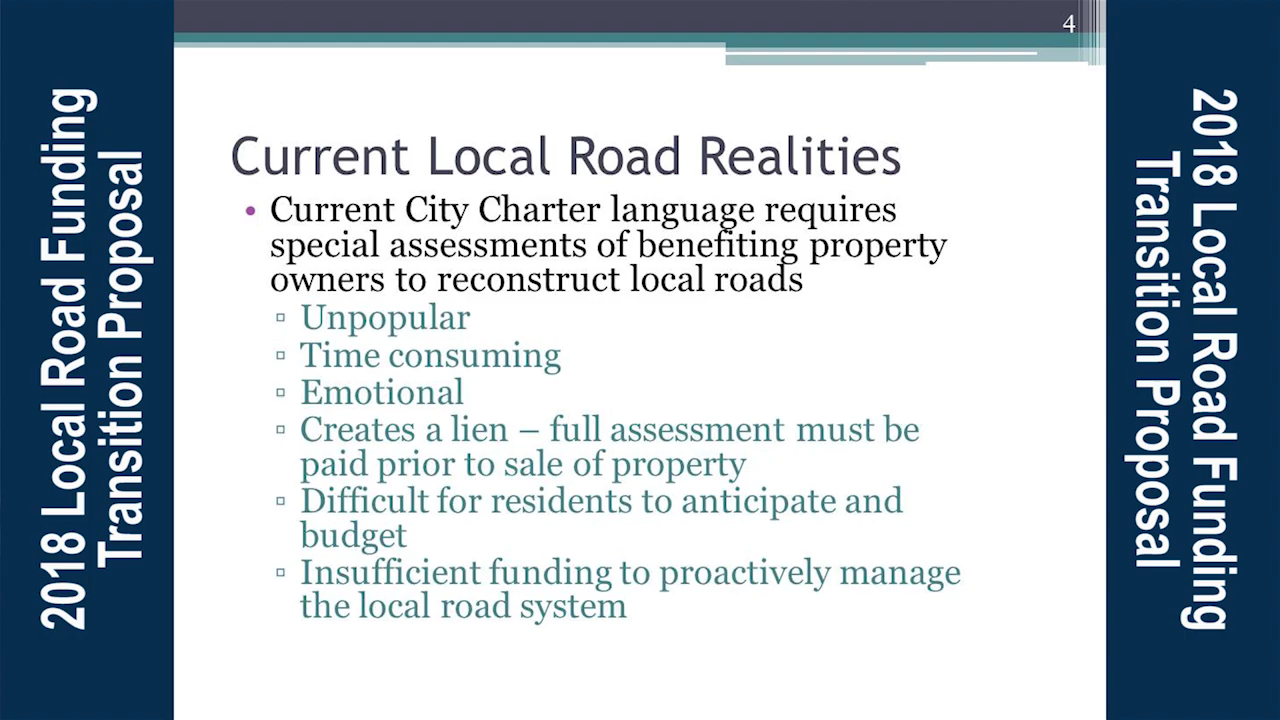 2018 Local Road Funding
Transition Proposal
4
Current Local Road Realities
• Current City Charter language requires
special assessments of benefiting property
owners to reconstruct local roads
▫ Unpopular
▫ Time consuming
▫ Emotional
▫ Creates a lien – full assessment must be
paid prior to sale of property
▫ Difficult for residents to anticipate and
budget
▫ Insufficient funding to proactively manage
the local road system
2018 Local Road Funding
Transition Proposal